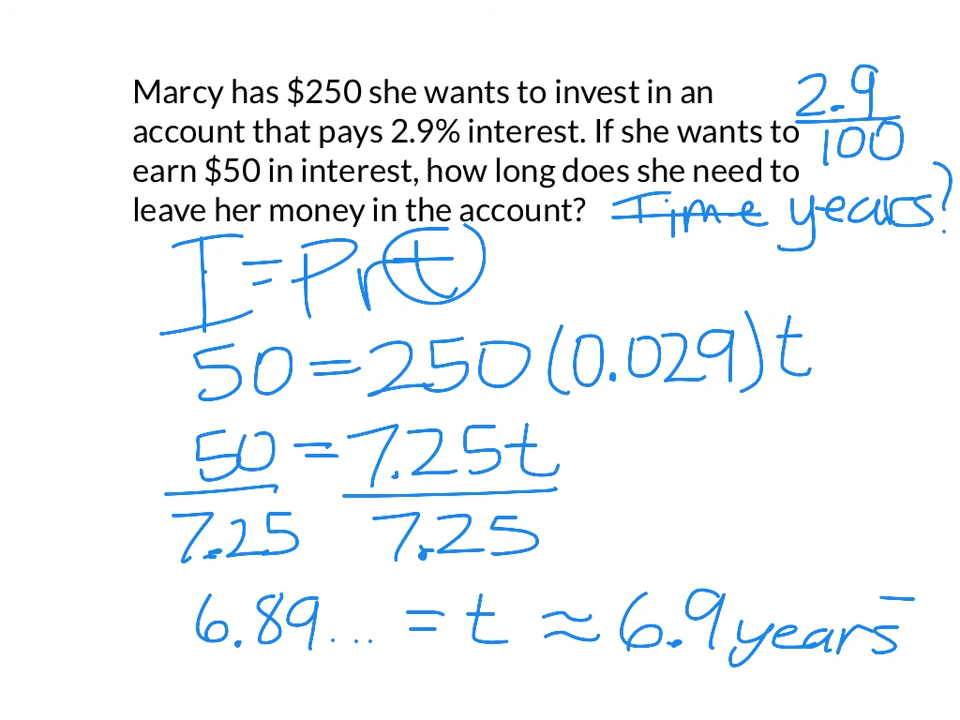 Marcy has $250 she wants to invest in an
account that pays 2.9% interest. If she wants to
earn $50 in interest, how long does she need to
leave her money in the account?
2.9
100
Time years?
I=Prt
50=250(0.029)t
50=7.25t
7.25 7.25
6.89... = t ≈ 6.9 years